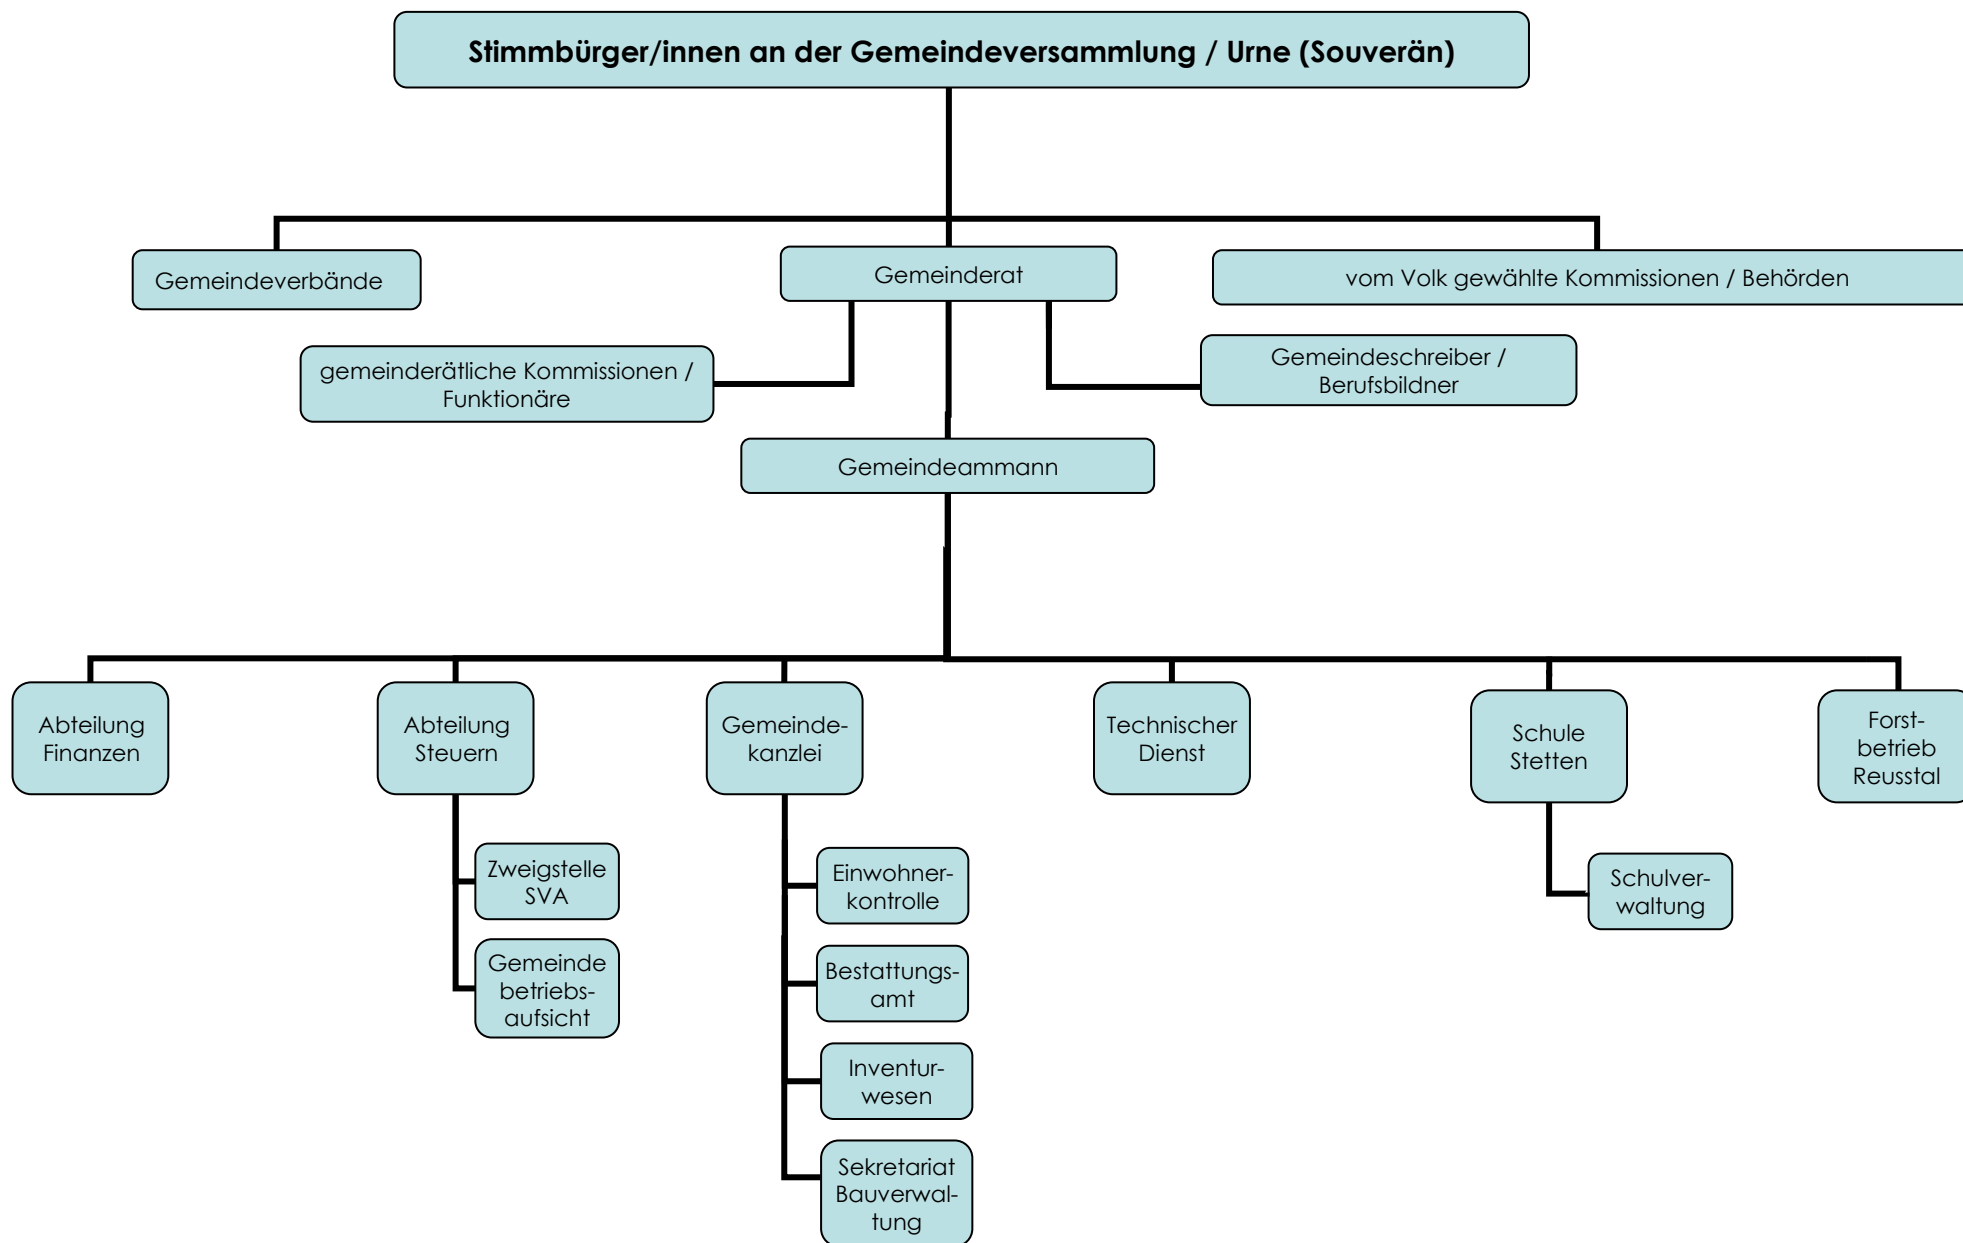 Stimmbürger/innen an der Gemeindeversammlung / Urne (Souverän)
Gemeindeverbände
Gemeinderat
vom Volk gewählte Kommissionen / Behörden
gemeinderätliche Kommissionen /
Funktionäre
Gemeindeschreiber /
Berufsbildner
Gemeindeammann
Abteilung
Finanzen
Abteilung
Steuern
Gemeinde-
kanzlei
Technischer
Dienst
Schule
Stetten
Forst-
betrieb
Reusstal
Zweigstelle
SVA
Gemeinde
betriebs-
aufsicht
Einwohner-
kontrolle
Bestattungs-
amt
Inventur-
wesen
Sekretariat
Bauverwal-
tung
Schulver-
waltung